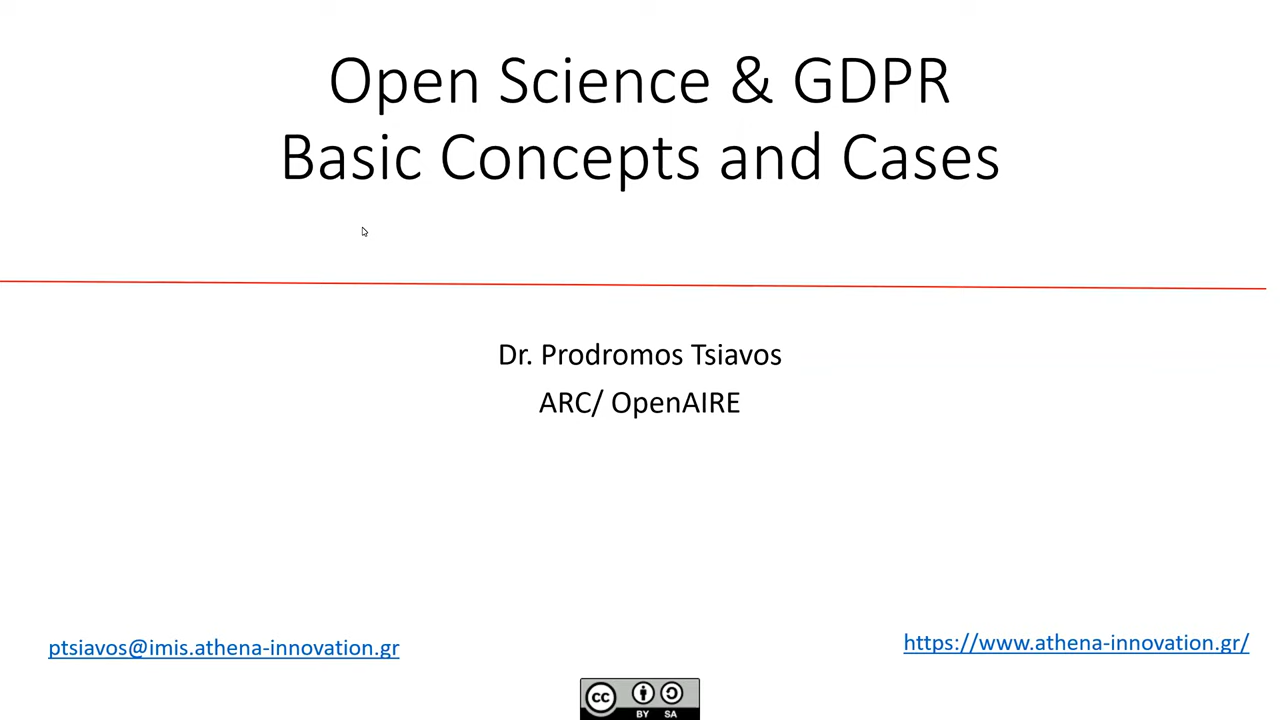 Open Science & GDPR
Basic Concepts and Cases
Dr. Prodromos Tsiavos
ARC/ OpenAIRE
ptsiavos@imis.athena-innovation.gr
https://www.athena-innovation.gr/
cc
BY SA